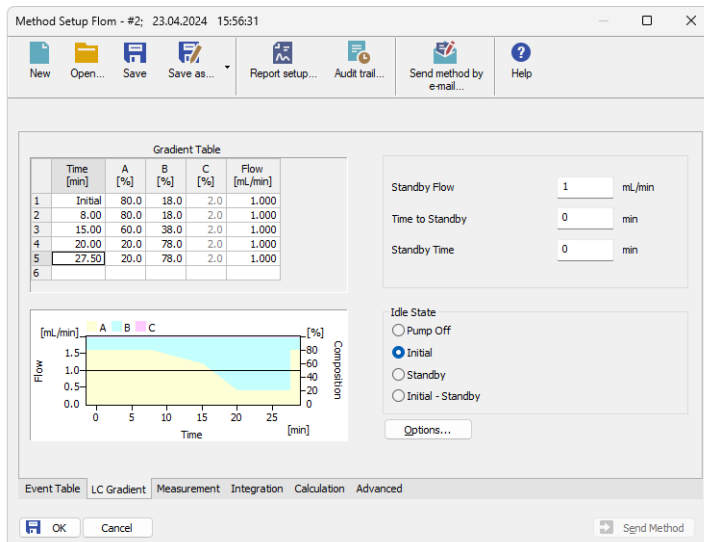 Method Setup Flom - #2; 23.04.2024 15:56:31
New Open... Save Save as... Report setup... Audit trail... Send method by e-mail... Help
Gradient Table
Time [min] A [%] B [%] C [%] Flow [mL/min]
1 Initial 80.0 18.0 2.0 1.000
2 8.00 80.0 18.0 2.0 1.000
3 15.00 60.0 38.0 2.0 1.000
4 20.00 20.0 78.0 2.0 1.000
5 27.50 20.0 78.0 2.0 1.000
6
Standby Flow 1 mL/min
Time to Standby 0 min
Standby Time 0 min
[mL/min] A B C [%]
Flow
1.5
1.0
0.5
0.0
80
60
40
20
0
Composition
0 5 10 15 20 25
Time [min]
Idle State
Pump Off
Initial
Standby
Initial - Standby
Options...
Event Table LC Gradient Measurement Integration Calculation Advanced
OK Cancel Send Method